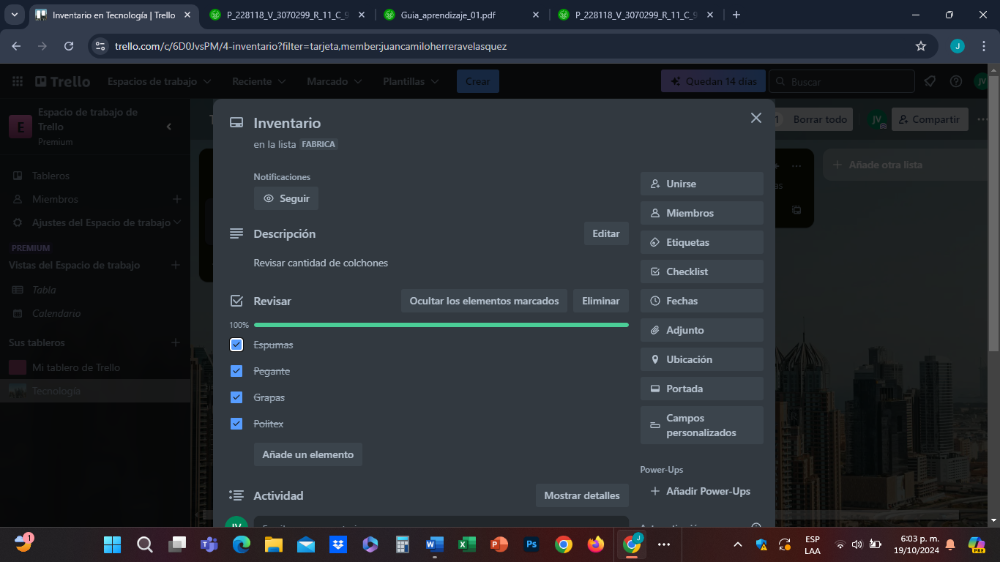 Inventario en Tecnología | Trello
P_228118_V_3070299_R_11_C_9
Guia_aprendizaje_01.pdf
P_228118_V_3070299_R_11_C_9
trello.com/c/6D0JvsPM/4-inventario?filter=tarjeta,member:juancamiloherreravelasquez
J
Trello
Espacios de trabajo
Reciente
Marcado
Plantillas
Crear
Quedan 14 días
Buscar
JV
E
Espacio de trabajo de
Trello
Premium
Tableros
Miembros
Ajustes del Espacio de trabajo
PREMIUM
Vistas del Espacio de trabajo
Tabla
Calendario
Sus tableros
Mi tablero de Trello
Tecnología
1
Borrar todo
JV
Compartir
Añade otra lista
Inventario
en la lista FABRICA
Notificaciones
Seguir
Descripción
Editar
Revisar cantidad de colchones
Revisar
Ocultar los elementos marcados
Eliminar
100%
Espumas
Pegante
Grapas
Politex
Añade un elemento
Actividad
Mostrar detalles
JV
Unirse
Miembros
Etiquetas
Checklist
Fechas
Adjunto
Ubicación
Portada
Campos
personalizados
Power-Ups
Añadir Power-Ups
1
J
ESP
LAA
6:03 p. m.
19/10/2024
PRE